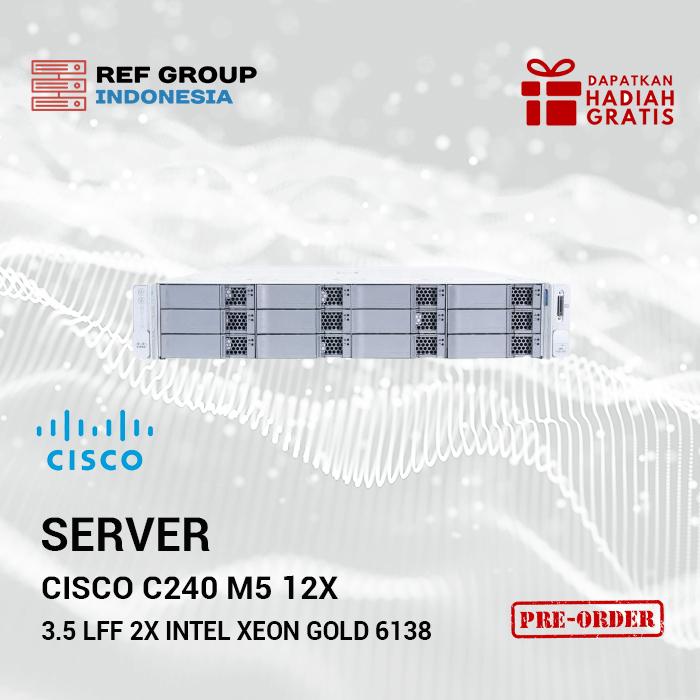 REF GROUP
INDONESIA
DAPATKAN
HADIAH
GRATIS
CISCO
SERVER
CISCO C240 M5 12X
3.5 LFF 2X INTEL XEON GOLD 6138
PRE-ORDER